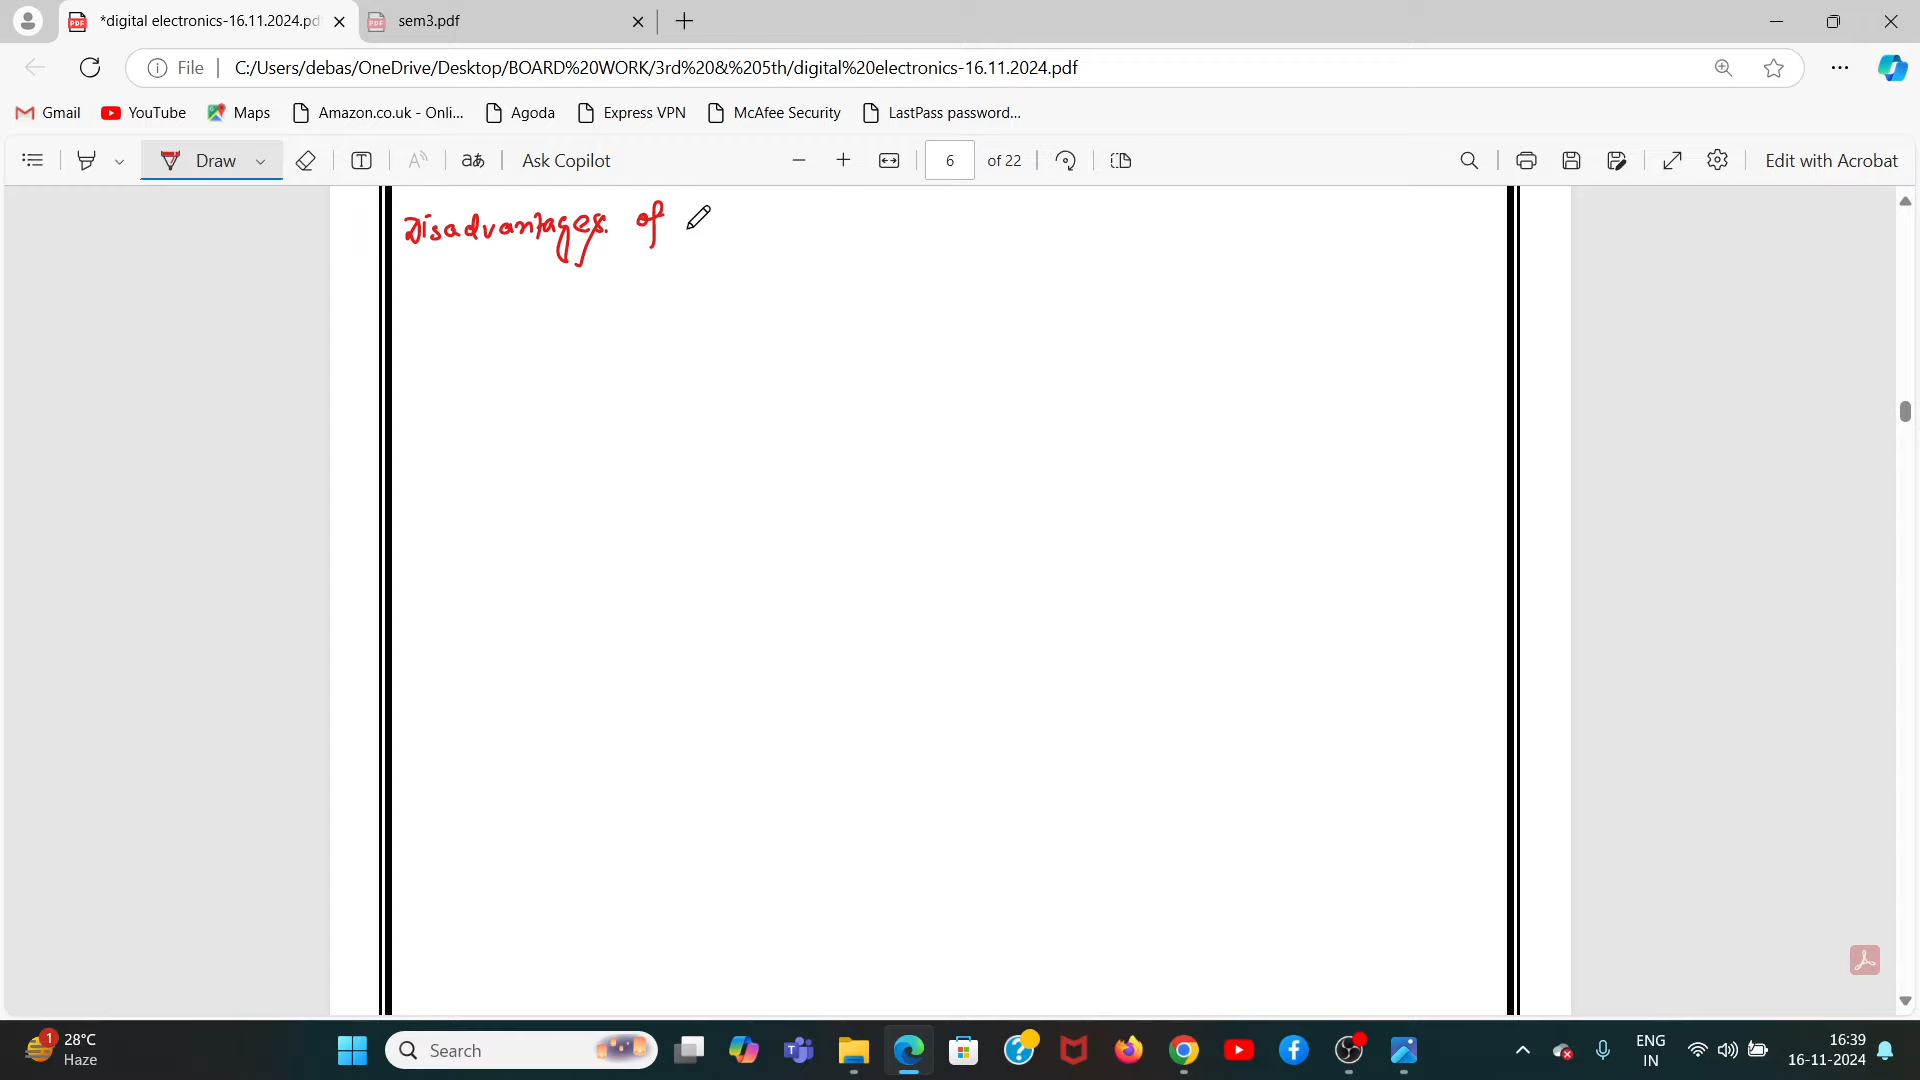 *digital electronics-16.11.2024.pd
sem3.pdf
File
C:/Users/debas/OneDrive/Desktop/BOARD%20WORK/3rd%20&%205th/digital%20electronics-16.11.2024.pdf
Gmail
YouTube
Maps
Amazon.co.uk - Onli...
Agoda
Express VPN
McAfee Security
LastPass password...
Draw
aあ
Ask Copilot
6
of 22
Edit with Acrobat
Disadvantages of
1
28°C
Haze
Search
ENG
IN
16:39
16-11-2024